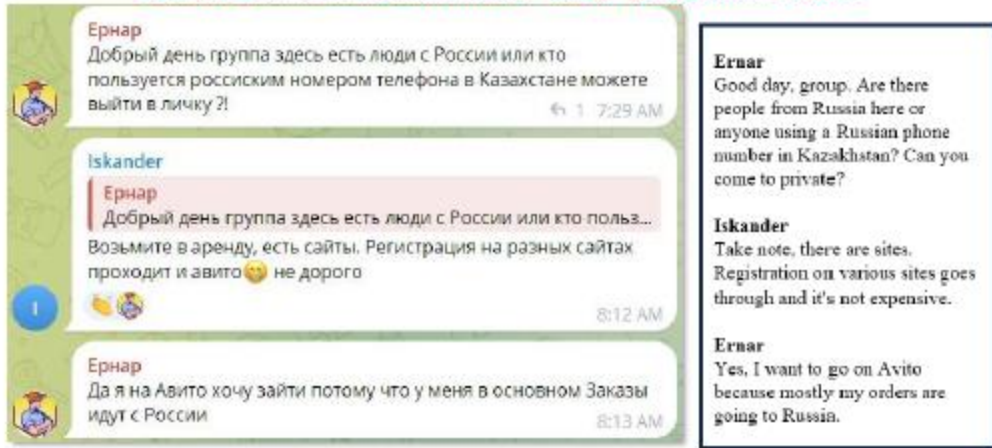 Ернар
Добрый день группа здесь есть люди с России или кто
пользуется россиским номером телефона в Казахстане можете
выйти в личку ?!
1 7:29 AM
Iskander
Ернар
Добрый день группа здесь есть люди с России или кто польз...
Возьмите в аренду, есть сайты. Регистрация на разных сайтах
проходит и авито😋 не дорого
8:12 AM
I
Ернар
Да я на Авито хочу зайти потому что у меня в основном Заказы
идут с России
8:13 AM
Ernar
Good day, group. Are there
people from Russia here or
anyone using a Russian phone
number in Kazakhstan? Can you
come to private?
Iskander
Take note, there are sites.
Registration on various sites goes
through and it's not expensive.
Ernar
Yes, I want to go on Avito
because mostly my orders are
going to Russia.